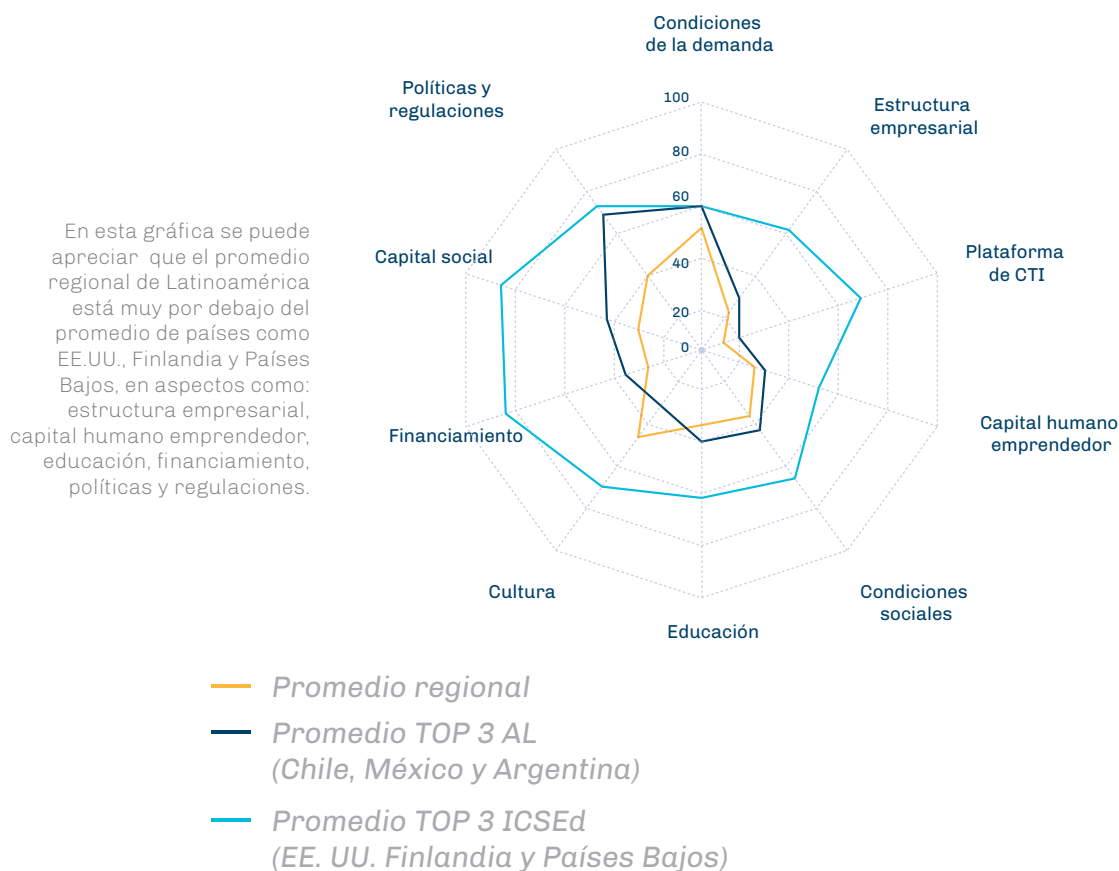 Condiciones
de la demanda
Políticas y
regulaciones
Estructura
empresarial
100
80
60
40
20
0
En esta gráfica se puede
apreciar que el promedio
regional de Latinoamérica
está muy por debajo del
promedio de países como
EE.UU., Finlandia y Países
Bajos, en aspectos como:
estructura empresarial,
capital humano emprendedor,
educación, financiamiento,
políticas y regulaciones.
Capital social
Plataforma
de CTI
Financiamiento
Capital humano
emprendedor
Cultura
Condiciones
sociales
Educación
Promedio regional
Promedio TOP 3 AL
(Chile, México y Argentina)
Promedio TOP 3 ICSEd
(EE. UU. Finlandia y Países Bajos)